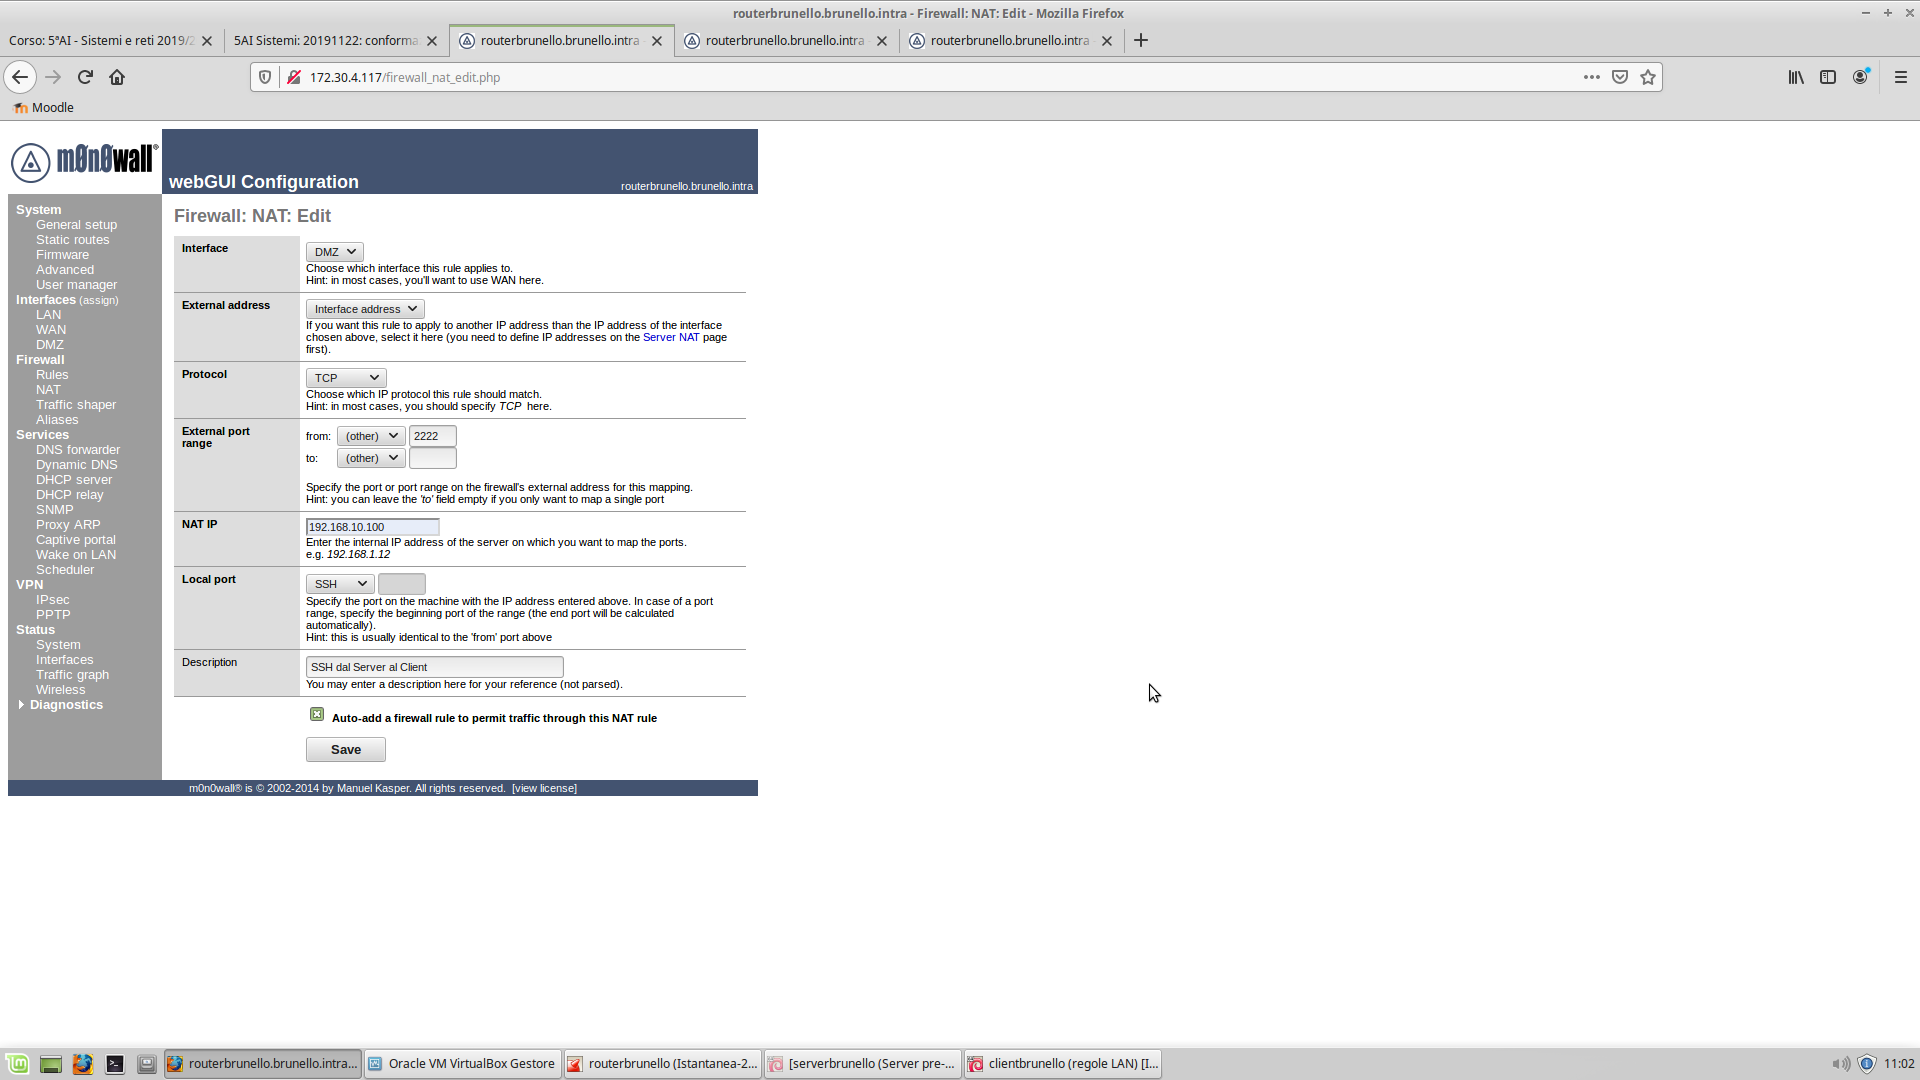 routerbrunello.brunello.intra - Firewall: NAT: Edit - Mozilla Firefox
Corso: 5ªAI - Sistemi e reti 2019/2
5AI Sistemi: 20191122: conforma
routerbrunello.brunello.intra
routerbrunello.brunello.intra
routerbrunello.brunello.intra
172.30.4.117/firewall_nat_edit.php
Moodle
m0n0wall®
webGUI Configuration
routerbrunello.brunello.intra
System
General setup
Static routes
Firmware
Advanced
User manager
Interfaces (assign)
LAN
WAN
DMZ
Firewall
Rules
NAT
Traffic shaper
Aliases
Services
DNS forwarder
Dynamic DNS
DHCP server
DHCP relay
SNMP
Proxy ARP
Captive portal
Wake on LAN
Scheduler
VPN
IPsec
PPTP
Status
System
Interfaces
Traffic graph
Wireless
Diagnostics
Firewall: NAT: Edit
Interface
DMZ
Choose which interface this rule applies to.
Hint: in most cases, you'll want to use WAN here.
External address
Interface address
If you want this rule to apply to another IP address than the IP address of the interface
chosen above, select it here (you need to define IP addresses on the Server NAT page
first).
Protocol
TCP
Choose which IP protocol this rule should match.
Hint: in most cases, you should specify TCP here.
External port
range
from: (other) 2222
to: (other)
Specify the port or port range on the firewall's external address for this mapping.
Hint: you can leave the 'to' field empty if you only want to map a single port
NAT IP
192.168.10.100
Enter the internal IP address of the server on which you want to map the ports.
e.g. 192.168.1.12
Local port
SSH
Specify the port on the machine with the IP address entered above. In case of a port
range, specify the beginning port of the range (the end port will be calculated
automatically).
Hint: this is usually identical to the 'from' port above
Description
SSH dal Server al Client
You may enter a description here for your reference (not parsed).
Auto-add a firewall rule to permit traffic through this NAT rule
Save
m0n0wall® is © 2002-2014 by Manuel Kasper. All rights reserved. [view license]
routerbrunello.brunello.intra...
Oracle VM VirtualBox Gestore
routerbrunello (Istantanea-2...
[serverbrunello (Server pre-...
clientbrunello (regole LAN) [I...
11:02